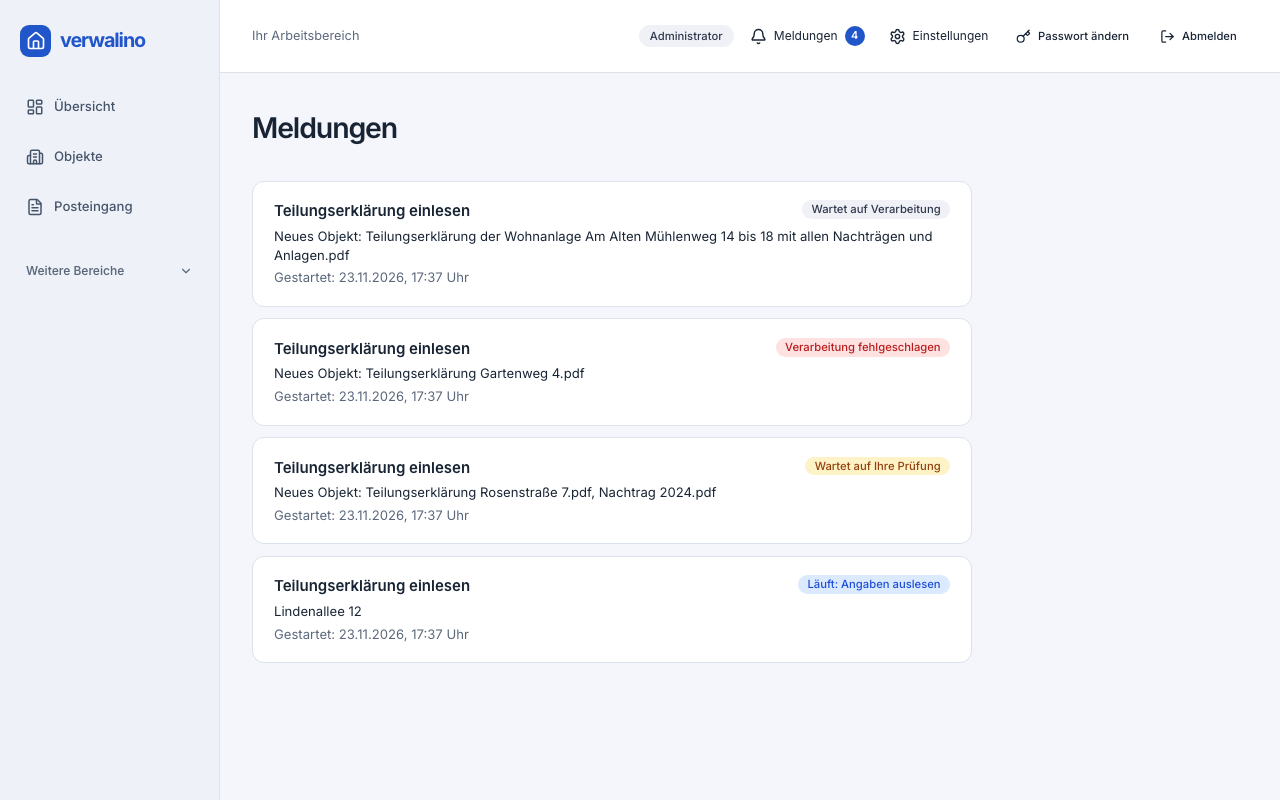 verwalino
Ihr Arbeitsbereich
Administrator
Meldungen 4
Einstellungen
Passwort ändern
Abmelden
Übersicht
Objekte
Posteingang
Weitere Bereiche
Meldungen
Teilungserklärung einlesen
Wartet auf Verarbeitung
Neues Objekt: Teilungserklärung der Wohnanlage Am Alten Mühlenweg 14 bis 18 mit allen Nachträgen und
Anlagen.pdf
Gestartet: 23.11.2026, 17:37 Uhr
Teilungserklärung einlesen
Verarbeitung fehlgeschlagen
Neues Objekt: Teilungserklärung Gartenweg 4.pdf
Gestartet: 23.11.2026, 17:37 Uhr
Teilungserklärung einlesen
Wartet auf Ihre Prüfung
Neues Objekt: Teilungserklärung Rosenstraße 7.pdf, Nachtrag 2024.pdf
Gestartet: 23.11.2026, 17:37 Uhr
Teilungserklärung einlesen
Läuft: Angaben auslesen
Lindenallee 12
Gestartet: 23.11.2026, 17:37 Uhr